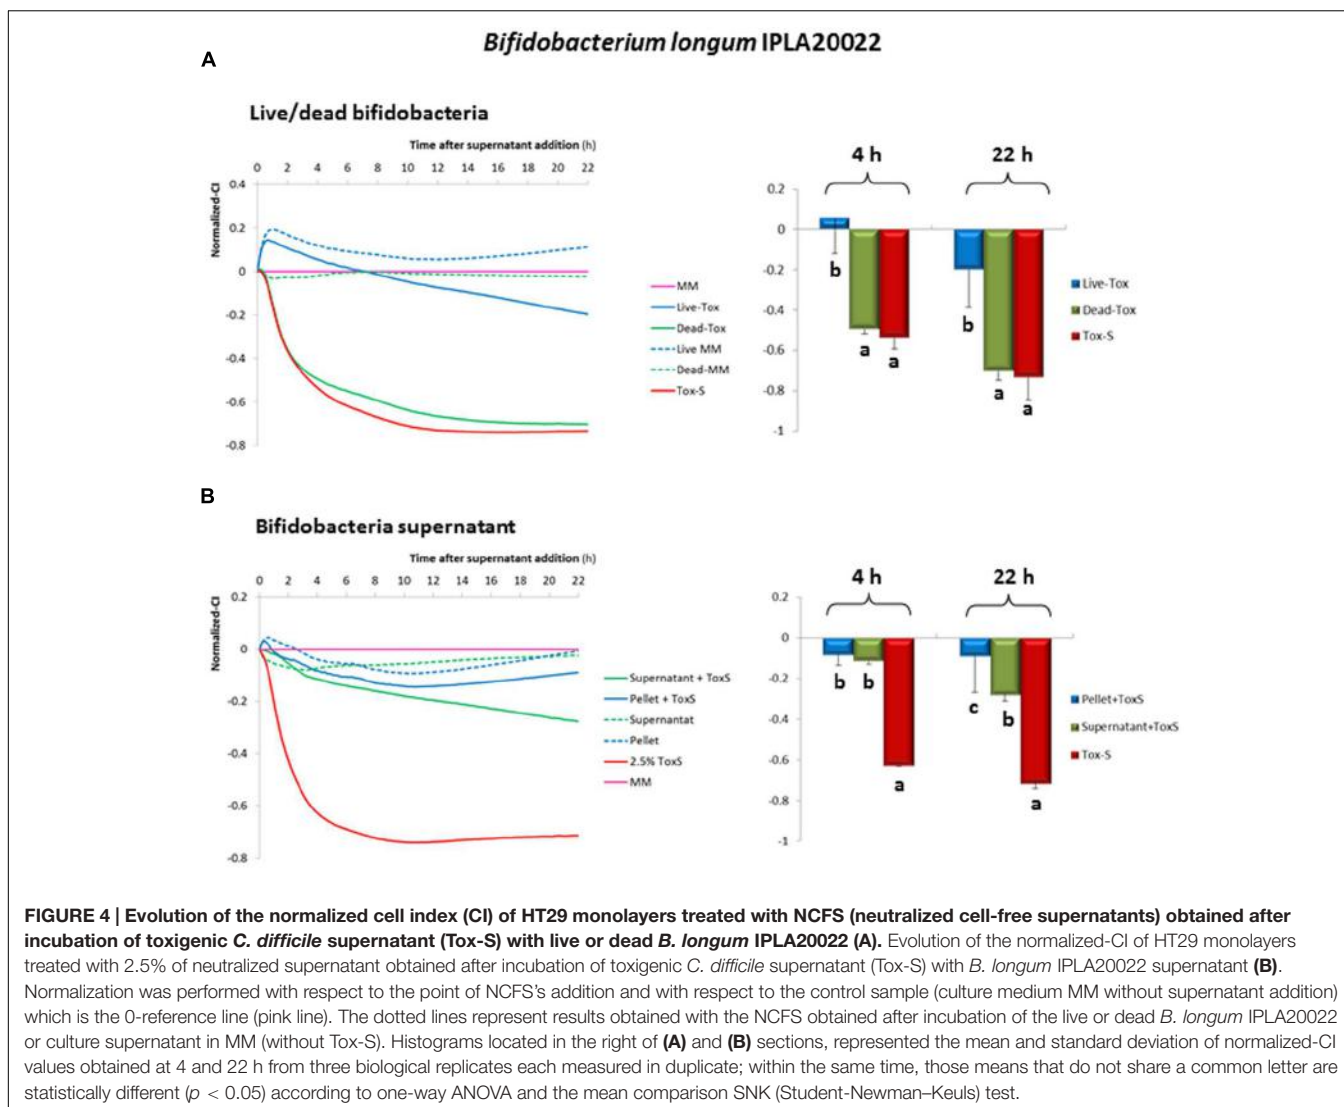 Bifidobacterium longum IPLA20022
A
Live/dead bifidobacteria
Time after supernatant addition (h)
0 2 4 6 8 10 12 14 16 18 20 22
Normalized-CI
0.4
0.2
0
-0.2
-0.4
-0.6
-0.8
MM
Live-Tox
Dead-Tox
Live MM
Dead-MM
Tox-S
4 h 22 h
0.2
0
-0.2
-0.4
-0.6
-0.8
-1
b
a
a
b
a
a
Live-Tox
Dead-Tox
Tox-S
B
Bifidobacteria supernatant
Time after supernatant addition (h)
0 2 4 6 8 10 12 14 16 18 20 22
Normalized-CI
0.2
0
-0.2
-0.4
-0.6
-0.8
Supernatant + ToxS
Pellet + ToxS
Supernantat
Pellet
2.5% ToxS
MM
4 h 22 h
0.2
0
-0.2
-0.4
-0.6
-0.8
-1
b b
a
c
b
a
Pellet+ToxS
Supernatant+ToxS
Tox-S
FIGURE 4 | Evolution of the normalized cell index (CI) of HT29 monolayers treated with NCFS (neutralized cell-free supernatants) obtained after
incubation of toxigenic C. difficile supernatant (Tox-S) with live or dead B. longum IPLA20022 (A). Evolution of the normalized-CI of HT29 monolayers
treated with 2.5% of neutralized supernatant obtained after incubation of toxigenic C. difficile supernatant (Tox-S) with B. longum IPLA20022 supernatant (B).
Normalization was performed with respect to the point of NCFS's addition and with respect to the control sample (culture medium MM without supernatant addition)
which is the 0-reference line (pink line). The dotted lines represent results obtained with the NCFS obtained after incubation of the live or dead B. longum IPLA20022
or culture supernatant in MM (without Tox-S). Histograms located in the right of (A) and (B) sections, represented the mean and standard deviation of normalized-CI
values obtained at 4 and 22 h from three biological replicates each measured in duplicate; within the same time, those means that do not share a common letter are
statistically different (p < 0.05) according to one-way ANOVA and the mean comparison SNK (Student-Newman–Keuls) test.